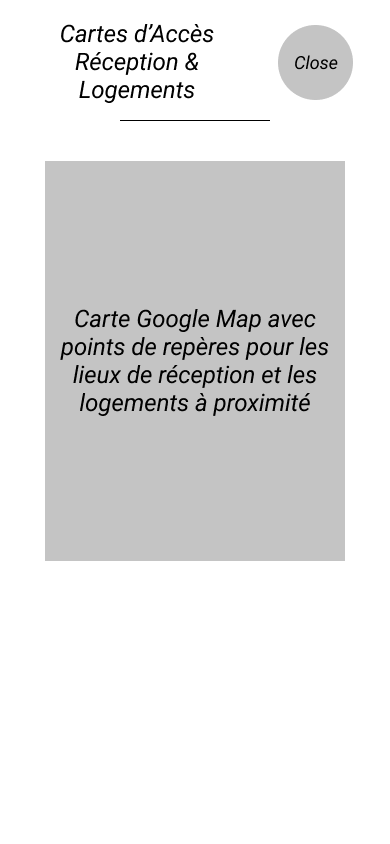 Cartes d’Accès
Réception &
Logements
Close
Carte Google Map avec
points de repères pour les
lieux de réception et les
logements à proximité